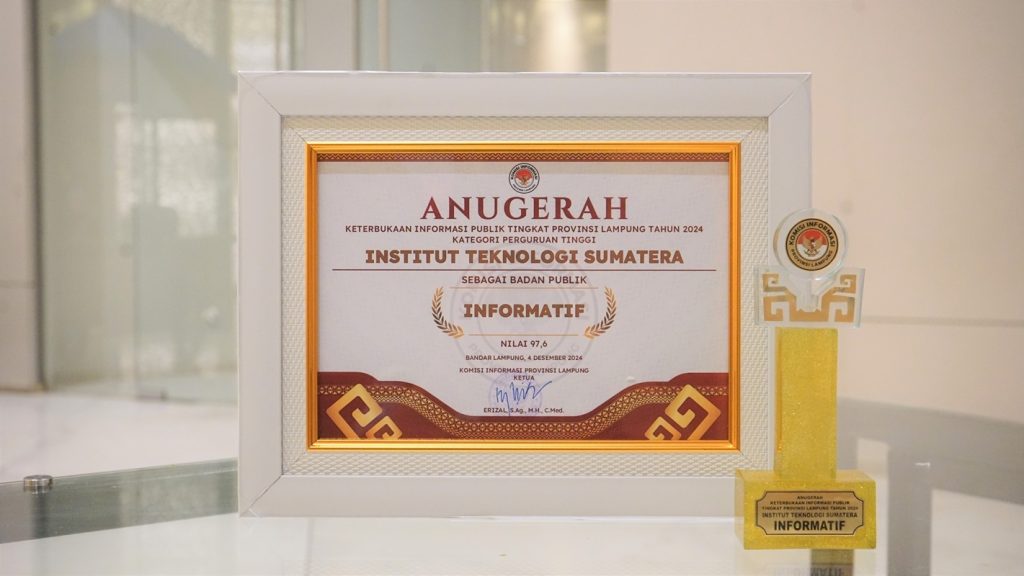 KOMISI INFORMASI
ANUGERAH
KETERBUKAAN INFORMASI PUBLIK TINGKAT PROVINSI LAMPUNG TAHUN 2024
KATEGORI PERGURUAN TINGGI
INSTITUT TEKNOLOGI SUMATERA
SEBAGAI BADAN PUBLIK
INFORMATIF
NILAI 97,6
BANDAR LAMPUNG, 4 DESEMBER 2024
KOMISI INFORMASI PROVINSI LAMPUNG
KETUA
ERIZAL, S.Ag., M.H., C.Med.
KOMISI INFORMASI
PROVINSI LAMPUNG
ANUGERAH
KETERBUKAAN INFORMASI PUBLIK
TINGKAT PROVINSI LAMPUNG TAHUN 2024
INSTITUT TEKNOLOGI SUMATERA
INFORMATIF